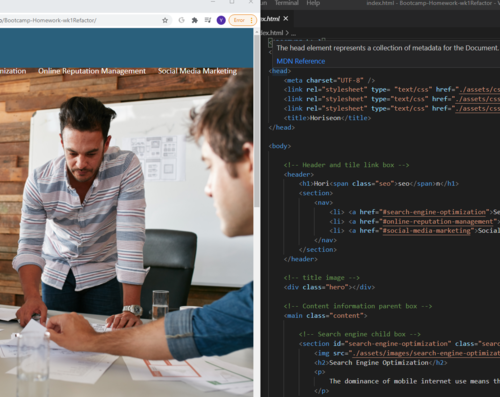 /Bootcamp-Homework-wk1Refactor/
V
Error
mization Online Reputation Management Social Media Marketing
Terminal Help
index.html - Bootcamp-Homework-wk1Refactor - V
ex.html ×
index.html > ...
The head element represents a collection of metadata for the Document.
MDN Reference
<head>
<meta charset="UTF-8" />
<link rel="stylesheet" type= "text/css" href="./assets/cs
<link rel="stylesheet" type= "text/css" href="./assets/cs
<link rel="stylesheet" type= "text/css" href="./assets/cs
<title>Horiseon</title>
</head>
<body>
<!-- Header and tile link box -->
<header>
<h1>Hori<span class="seo">seo</span>n</h1>
<section>
<nav>
<li> <a href="#search-engine-optimization">Se
<li> <a href="#online-reputation-management">
<li> <a href="#social-media-marketing">Social
</nav>
</section>
</header>
<!-- title image -->
<div class="hero"></div>
<!-- Content information parent box -->
<main class="content">
<!-- Search engine child box -->
<section id="search-engine-optimization" class="sear
<img src="./assets/images/search-engine-optimizat
<h2>Search Engine Optimization</h2>
<p>
The dominance of mobile internet use means th
</p>